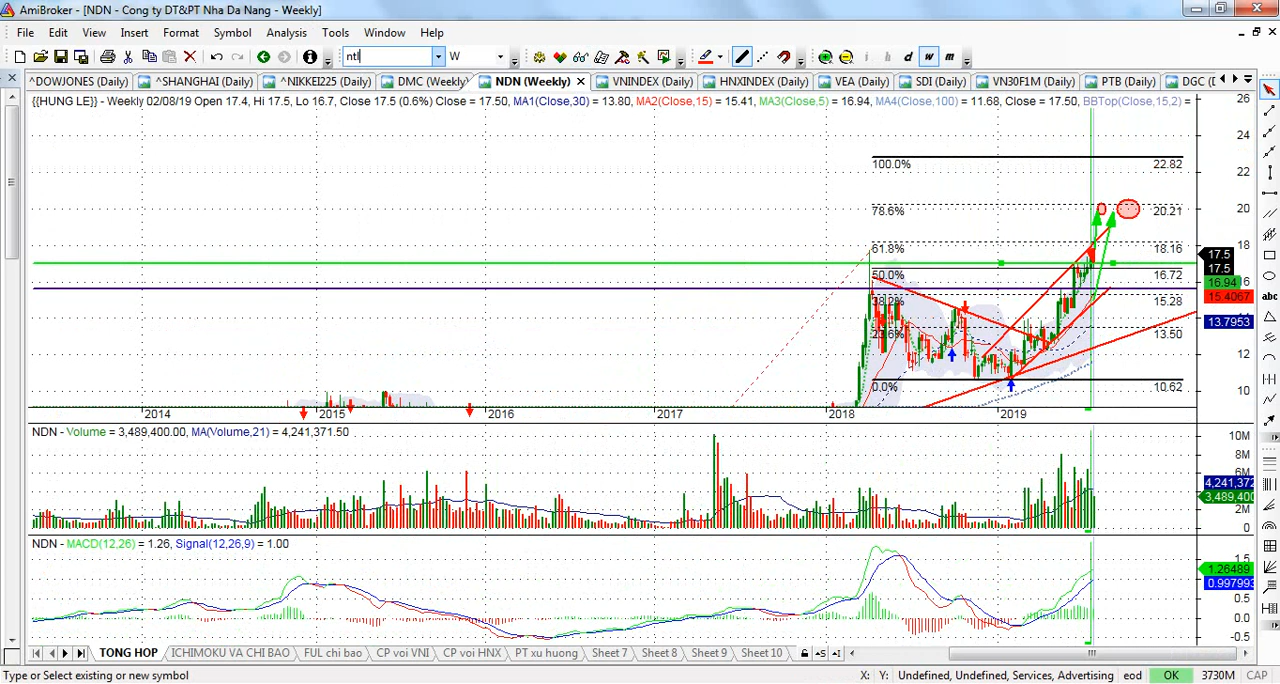 AmiBroker - [NDN - Cong ty DT&PT Nha Da Nang - Weekly]
File Edit View Insert Format Symbol Analysis Tools Window Help
ntl W h d w m
^DOWJONES (Daily) ^SHANGHAI (Daily) ^NIKKEI225 (Daily) DMC (Weekly) NDN (Weekly) VNINDEX (Daily) HNXINDEX (Daily) VEA (Daily) SDI (Daily) VN30F1M (Daily) PTB (Daily) DGC (D
{{HUNG LE}} - Weekly 02/08/19 Open 17.4, Hi 17.5, Lo 16.7, Close 17.5 (0.6%) Close = 17.50, MA1(Close,30) = 13.80, MA2(Close,15) = 15.41, MA3(Close,5) = 16.94, MA4(Close,100) = 11.68, Close = 17.50, BBTop(Close,15,2) =
26
24
100.0% 22.82
22
78.6% 20.21
20
61.8% 18.16
18
17.5
17.5
50.0% 16.72
16.94
15.4067
38.2% 15.28
13.7953
23.6% 13.50
12
0.0% 10.62
10
2014 2015 2016 2017 2018 2019
NDN - Volume = 3,489,400.00, MA(Volume,21) = 4,241,371.50
10M
8M
6M
4,241,372
3,489,400
2M
0
NDN - MACD(12,26) = 1.26, Signal(12,26,9) = 1.00
1.5
1.26489
0.997993
0.5
0.0
-0.5
TONG HOP ICHIMOKU VA CHI BAO FUL chi bao CP voi VNI CP voi HNX PT xu huong Sheet 7 Sheet 8 Sheet 9 Sheet 10
Type or Select existing or new symbol X: Y: Undefined, Undefined, Services, Advertising eod OK 3730M CAP